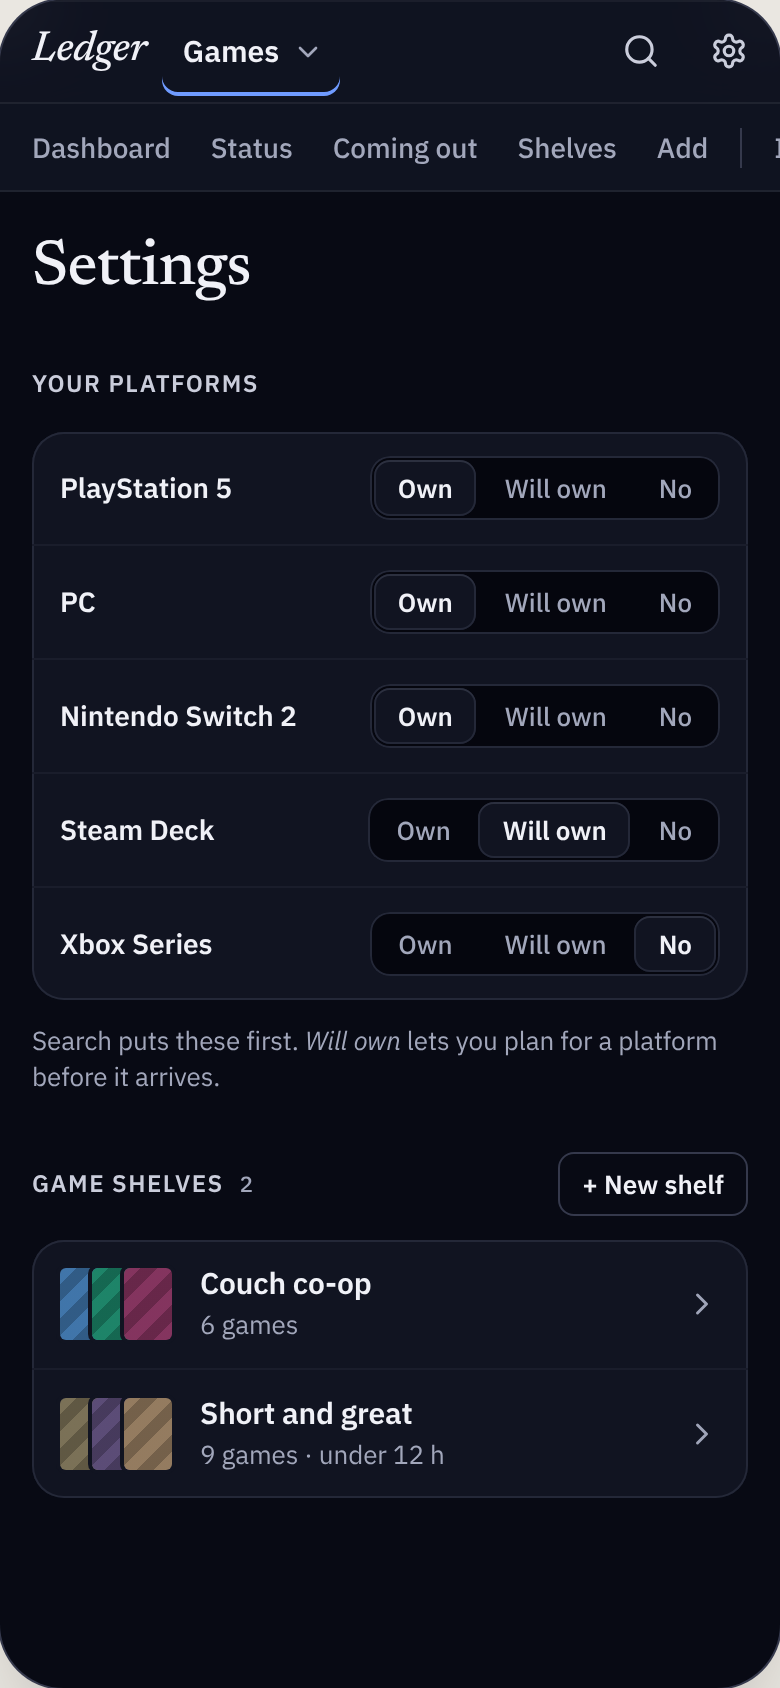 Ledger Games
Dashboard Status Coming out Shelves Add
Settings
YOUR PLATFORMS
PlayStation 5 Own Will own No
PC Own Will own No
Nintendo Switch 2 Own Will own No
Steam Deck Own Will own No
Xbox Series Own Will own No
Search puts these first. Will own lets you plan for a platform
before it arrives.
GAME SHELVES 2 + New shelf
Couch co-op
6 games
Short and great
9 games · under 12 h